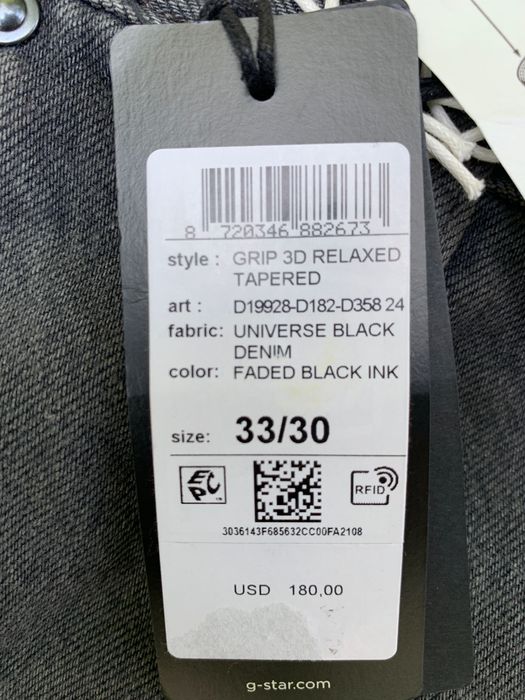 8 720346 882673
style : GRIP 3D RELAXED
TAPERED
art : D19928-D182-D358 24
fabric: UNIVERSE BLACK
DENIM
color: FADED BLACK INK
size: 33/30
EPC
RFID
3036143F685632CC00FA2108
USD 180,00
g-star.com